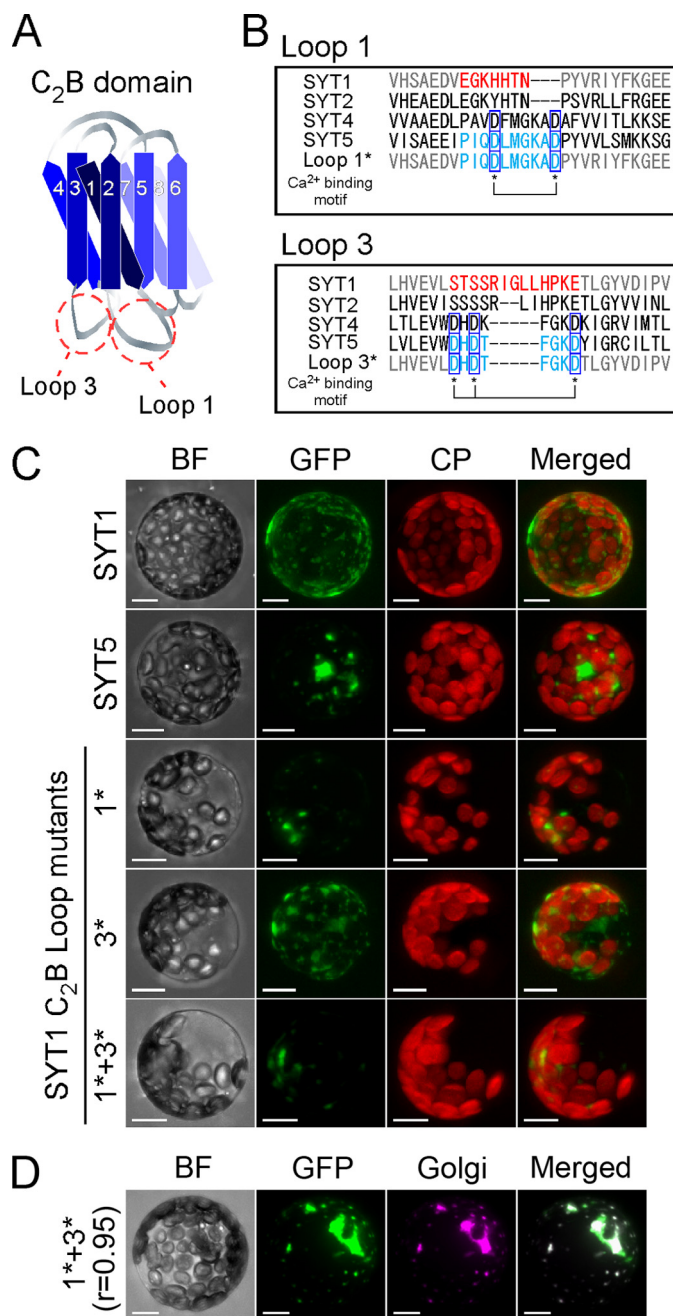 A
C2B domain
4 3 1 2 7 5 8 6
Loop 3
Loop 1
B
Loop 1
SYT1 VHSAEDVEGKHHTN---PYVRIYFKGEE
SYT2 VHEAEDLEGKYHTN---PSVRLLFRGEE
SYT4 VVAAEDLPAVDFMGKADAFVVITLKKSE
SYT5 VISAEEIPIQDLMGKADPYVVLSMKKSG
Loop 1* VHSAEDVPIQDLMGKADPYVRIYFKGEE
Ca2+ binding
motif
* *
Loop 3
SYT1 LHVEVLSTSSRIGLLHPKETLGYVDIPV
SYT2 LHVEVISSSSR--LIHPKETLGYVVINL
SYT4 LTLEVWDHDK-----FGKDKIGRVIMTL
SYT5 LVLEVWDHDT-----FGKDYIGRCILTL
Loop 3* LHVEVLDHDT-----FGKDTLGYVDIPV
Ca2+ binding
motif
* * *
C
BF GFP CP Merged
SYT1
SYT5
SYT1 C2B Loop mutants
1*
3*
1*+3*
D
BF GFP Golgi Merged
1*+3*
(r=0.95)